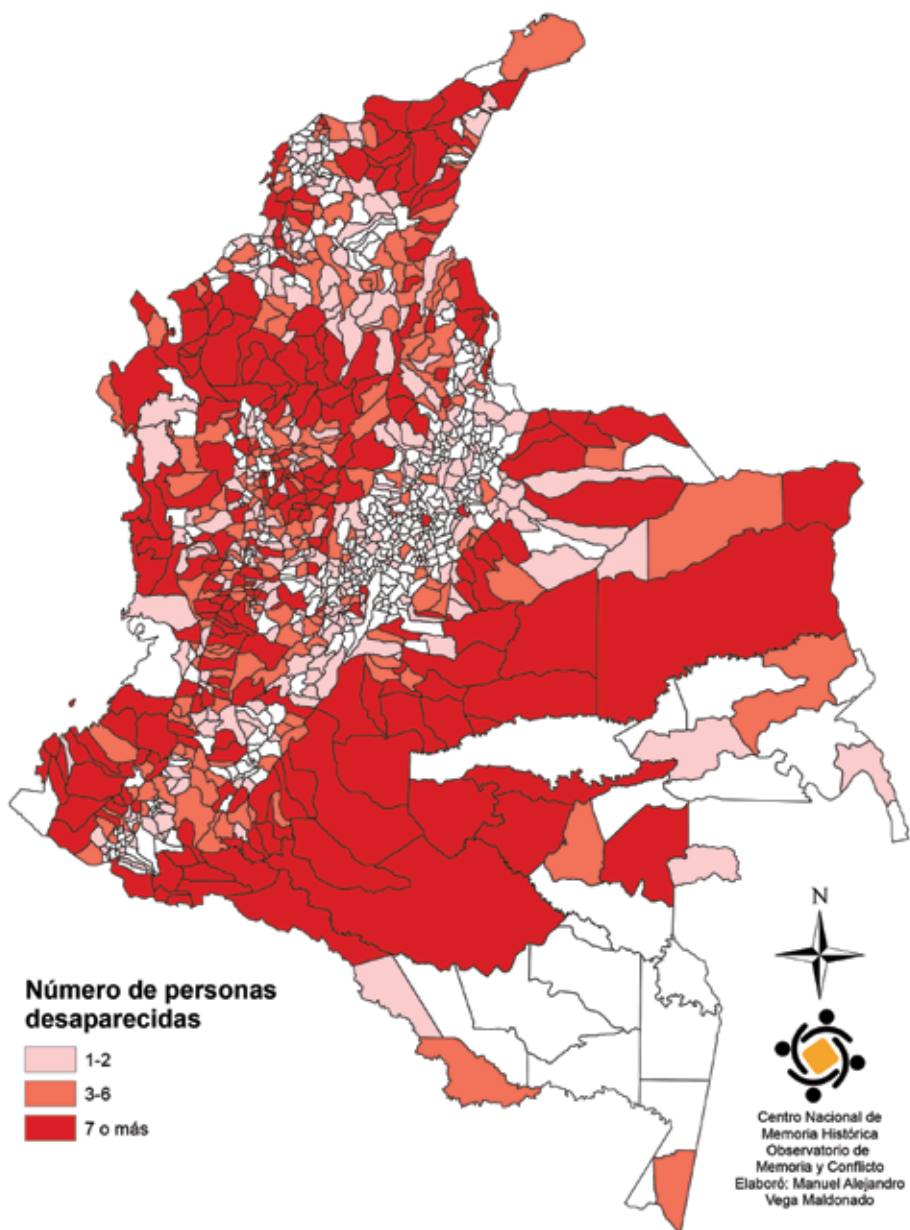 N
Número de personas
desaparecidas
1-2
3-6
7 o más
Centro Nacional de
Memoria Histórica
Observatorio de
Memoria y Conflicto
Elaboró: Manuel Alejandro
Vega Maldonado